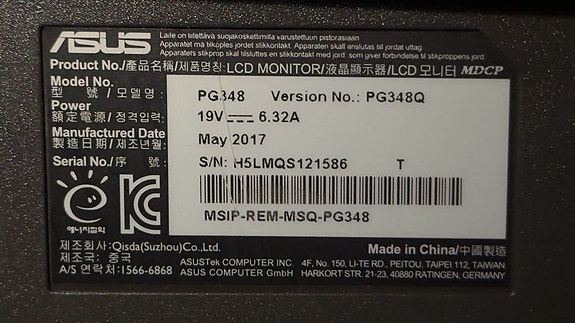 ASUS
Laite on liitettävä suojakoskettimilla varustettuun pistorasiaan
Apparatet må tilkoples jordet stikkontakt. Apparaten skall anslutas till jordat uttag.
Apparatets stikprop skal tilsluttes en stikkontakt med jord, som giver forbindelse til stikproppens jord.
Product No./產品名稱/제품명칭: LCD MONITOR/液晶顯示器/LCD 모니터 MDCP
Model No.
型 號 / 모델명 :
PG348 Version No.: PG348Q
Power
額定電源/정격입력:
19V 6.32A
Manufactured Date
製造日期/제조년월:
May 2017
Serial No./序 號 :
S/N: H5LMQS121586 T
에너지절약
MSIP-REM-MSQ-PG348
제조회사:Qisda(Suzhou)Co.,Ltd.
제조국: 중국
A/S 연락처:1566-6868
Made in China/中國製造
ASUSTek COMPUTER INC. 4F, No. 150, LI-TE RD., PEITOU, TAIPEI 112, TAIWAN
ASUS COMPUTER GmbH HARKORT STR. 21-23, 40880 RATINGEN, GERMANY